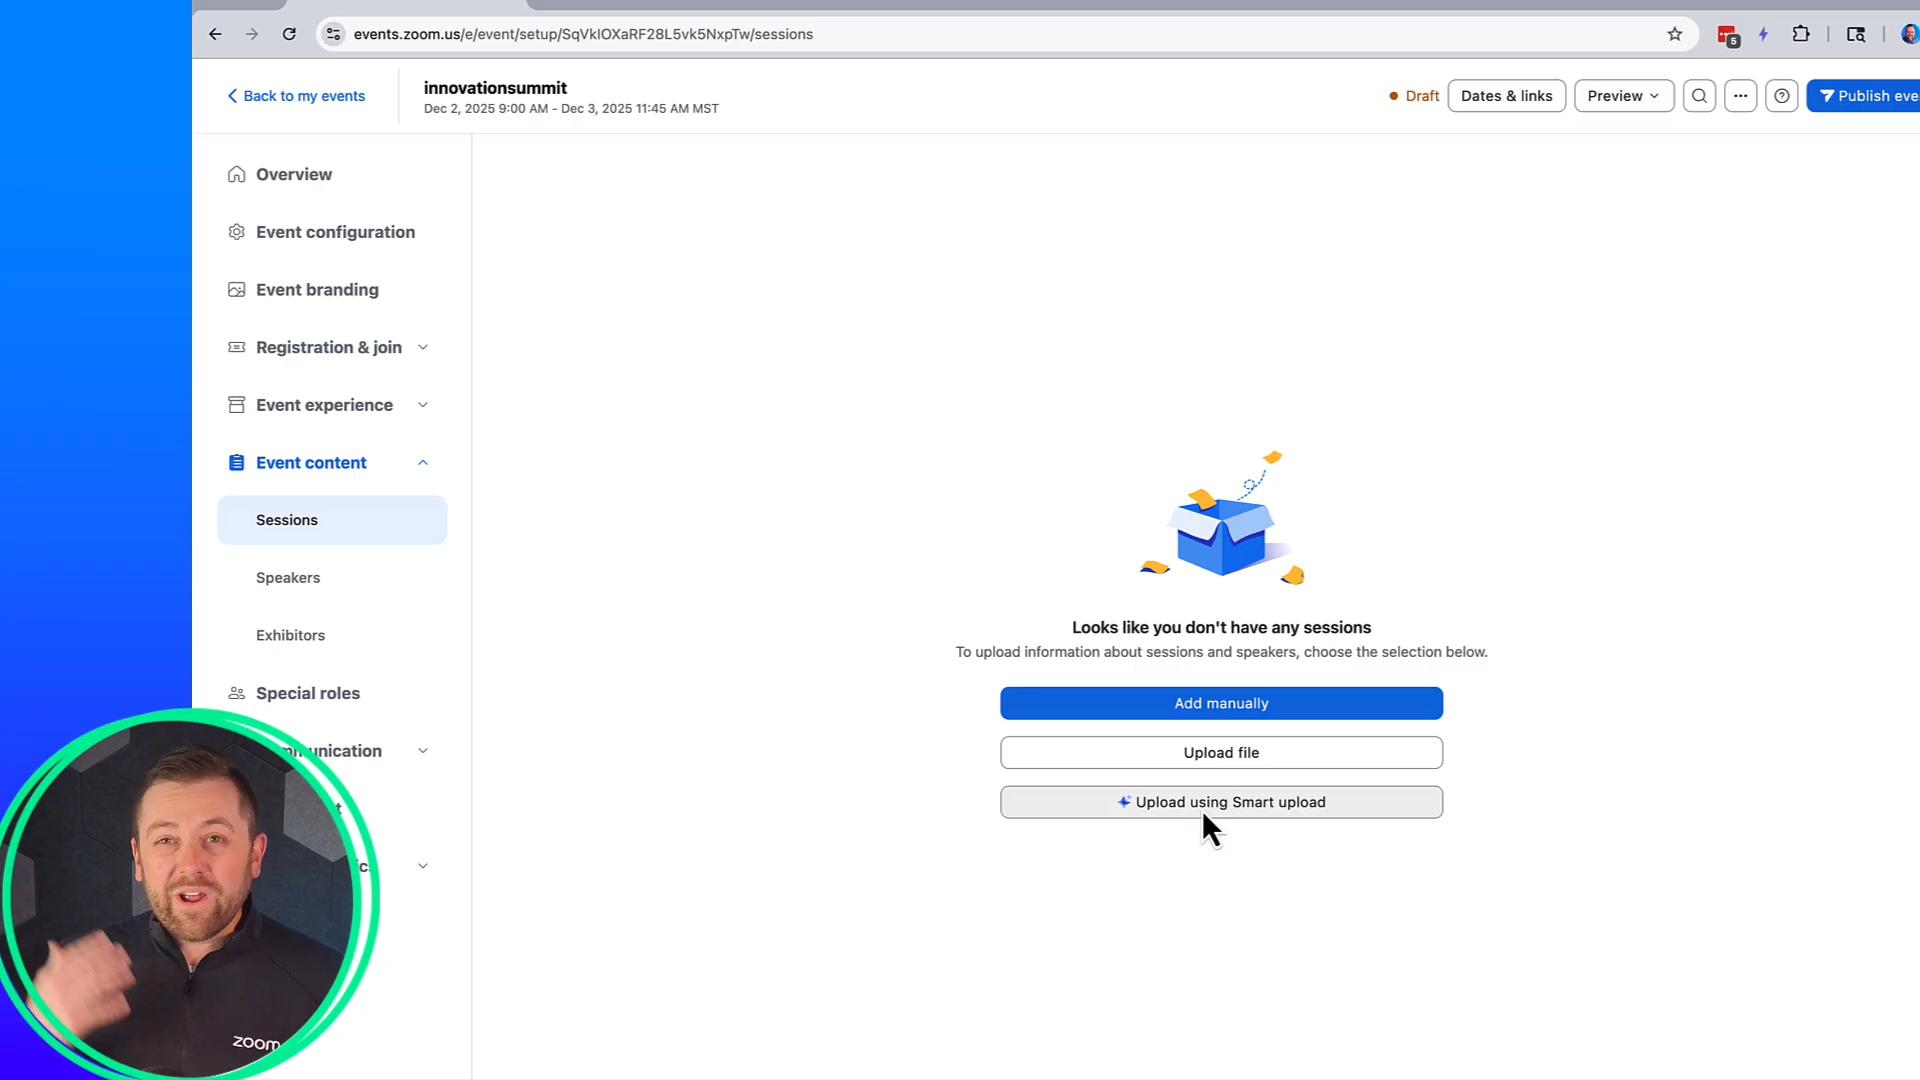 events.zoom.us/e/event/setup/SqVkIOXaRF28L5vk5NxpTw/sessions
5
Back to my events
innovationsummit
Dec 2, 2025 9:00 AM - Dec 3, 2025 11:45 AM MST
Draft
Dates & links
Preview
Publish eve
Overview
Event configuration
Event branding
Registration & join
Event experience
Event content
Sessions
Speakers
Exhibitors
Special roles
Looks like you don't have any sessions
To upload information about sessions and speakers, choose the selection below.
Add manually
Upload file
Upload using Smart upload
zoom